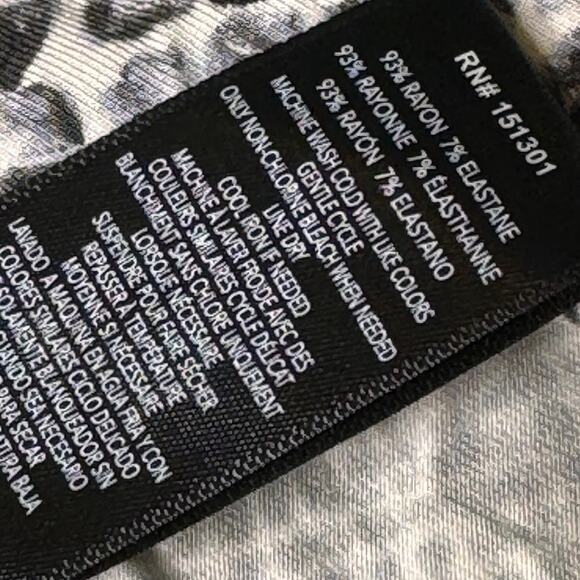 RN# 151301
93% RAYON 7% ELASTANE
93% RAYONNE 7% ÉLASTHANNE
93% RAYÓN 7% ELASTANO
MACHINE WASH COLD WITH LIKE COLORS
GENTLE CYCLE
ONLY NON-CHLORINE BLEACH WHEN NEEDED
LINE DRY
COOL IRON IF NEEDED
MACHINE À LAVER FROIDE AVEC DES
COULEURS SIMILAIRES CYCLE DÉLICAT
BLANCHIMENT SANS CHLORE UNIQUEMENT
LORSQUE NÉCESSAIRE
SUSPENDRE POUR FAIRE SÉCHER
REPASSER À TEMPÉRATURE
MOYENNE SI NÉCESSAIRE
LAVADO A MÁQUINA EN AGUA FRÍA Y CON
COLORES SIMILARES CICLO DELICADO
BLANQUEADOR SIN
SEA NECESARIO
PARA SECAR
BAJA